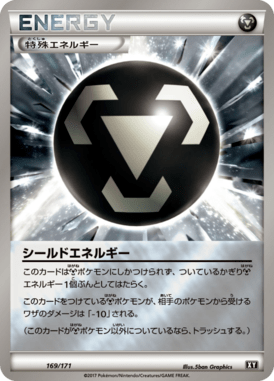 ENERGY
特殊エネルギー
シールドエネルギー
このカードはポケモンにしかつけられず、ついているかぎり
エネルギー1個ぶんとしてはたらく。
このカードをつけているポケモンが、相手のポケモンから受ける
ワザのダメージは「-10」される。
(このカードがポケモン以外についているなら、トラッシュする。)
169/171
Illus.5ban Graphics
XY
©2017 Pokémon/Nintendo/Creatures/GAME FREAK.